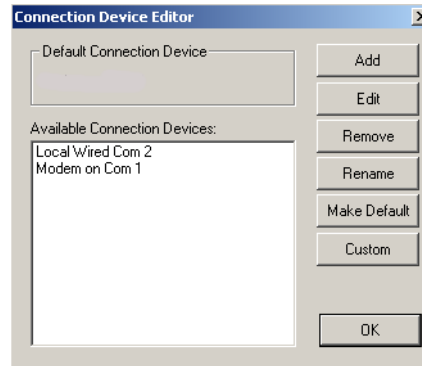 Connection Device Editor
Default Connection Device
Add
Edit
Available Connection Devices:
Remove
Local Wired Com 2
Modem on Com 1
Rename
Make Default
Custom
OK